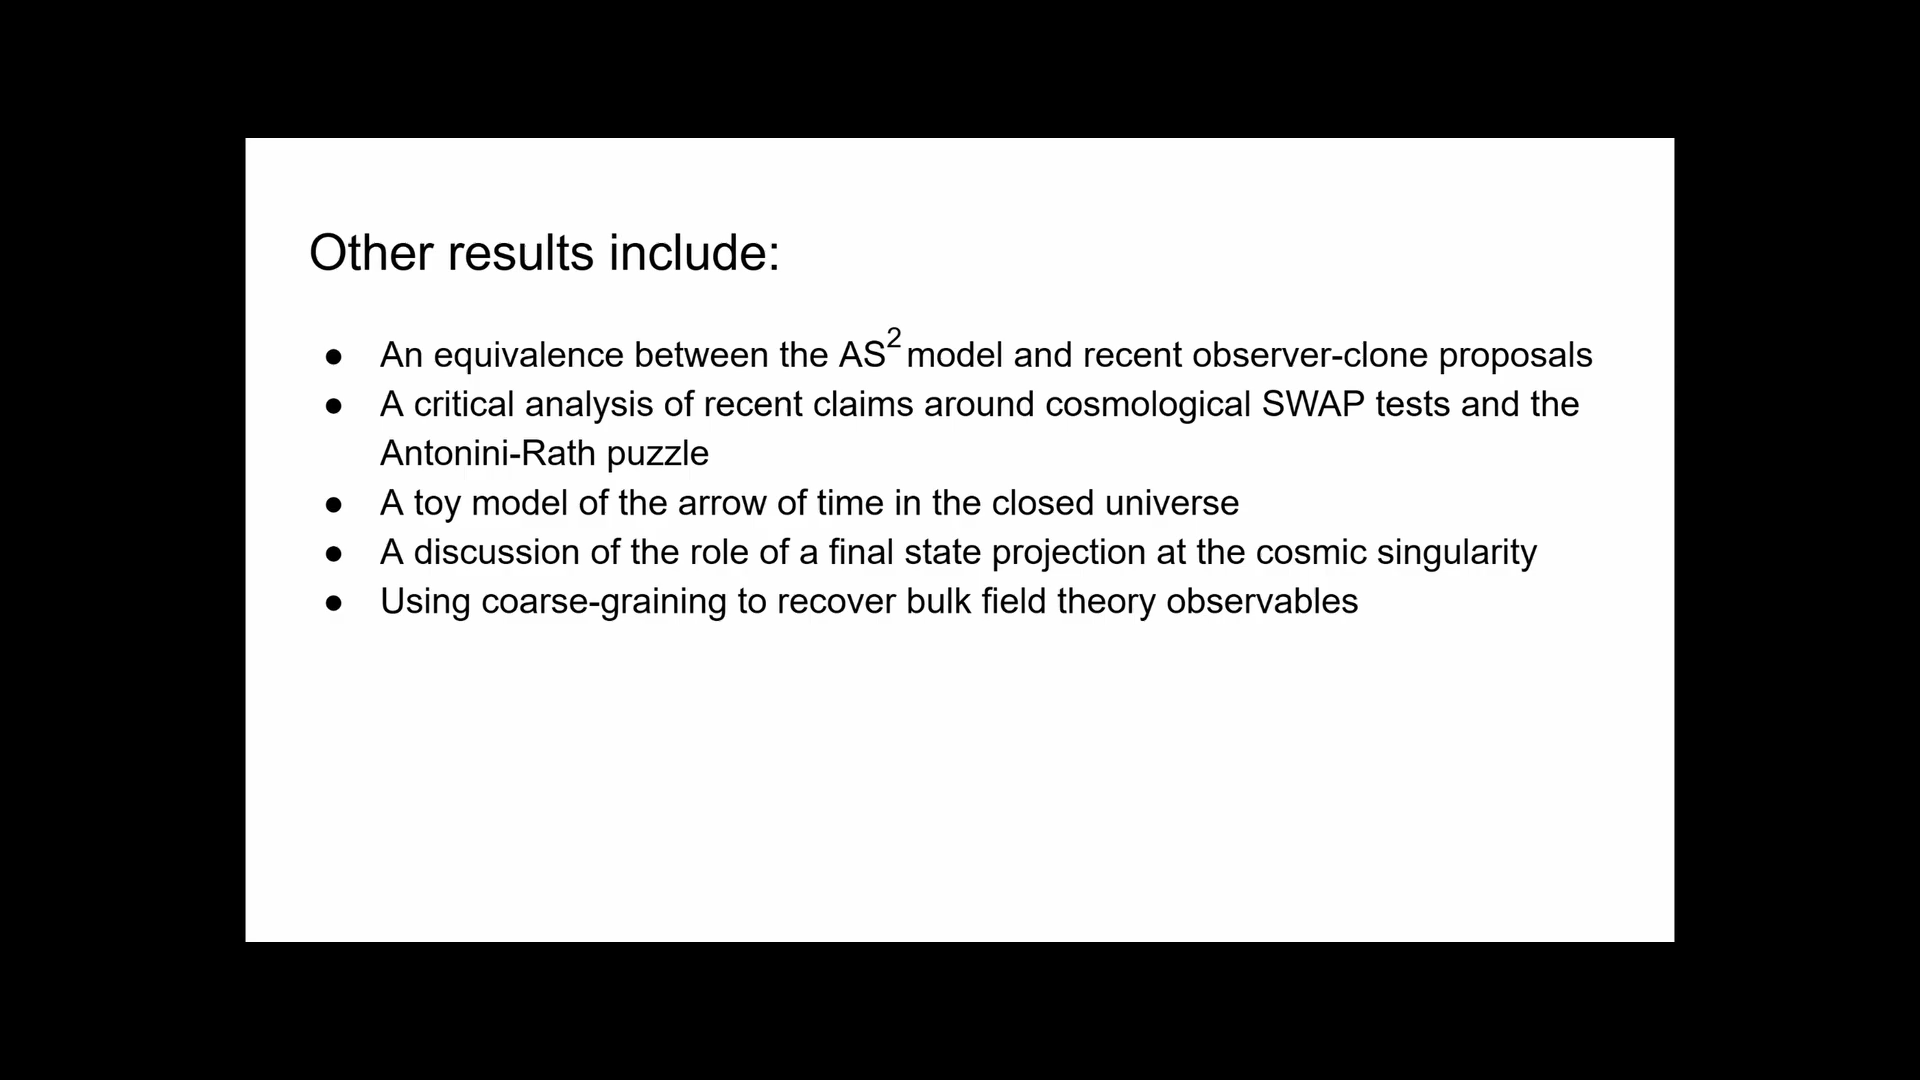 Other results include:
● An equivalence between the AS² model and recent observer-clone proposals
● A critical analysis of recent claims around cosmological SWAP tests and the
Antonini-Rath puzzle
● A toy model of the arrow of time in the closed universe
● A discussion of the role of a final state projection at the cosmic singularity
● Using coarse-graining to recover bulk field theory observables